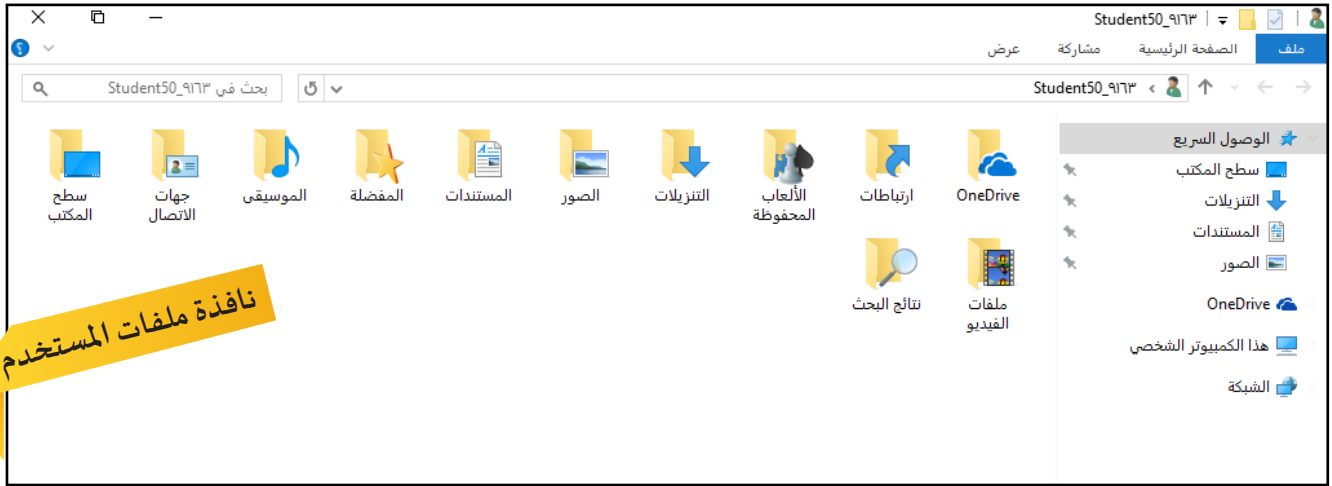 Student50_٩١٦٣
ملف الصفحة الرئيسية مشاركة عرض
Student50_٩١٦٣
بحث في Student50_٩١٦٣
الوصول السريع
سطح المكتب
التنزيلات
المستندات
الصور
OneDrive
هذا الكمبيوتر الشخصي
الشبكة
OneDrive
ارتباطات
الألعاب
المحفوظة
التنزيلات
الصور
المستندات
المفضلة
الموسيقى
جهات
الاتصال
سطح
المكتب
ملفات
الفيديو
نتائج البحث
نافذة ملفات المستخدم